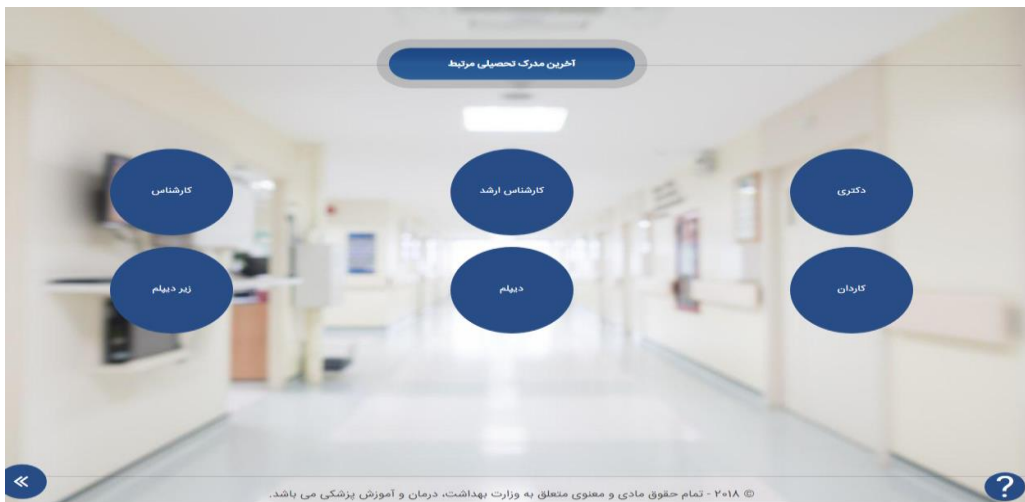 آخرین مدرک تحصیلی مرتبط
دکتری
کارشناس ارشد
کارشناس
کاردان
دیپلم
زیر دیپلم
»
?
© ۲۰۱۸ - تمام حقوق مادی و معنوی متعلق به وزارت بهداشت، درمان و آموزش پزشکی می باشد.